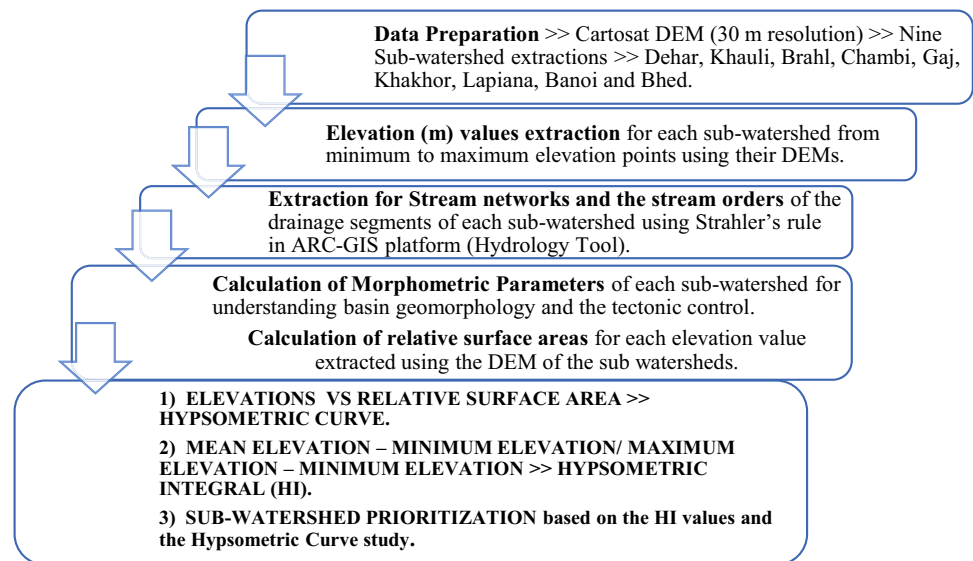 Data Preparation >> Cartosat DEM (30 m resolution) >> Nine
Sub-watershed extractions >> Dehar, Khauli, Brahl, Chambi, Gaj,
Khakhor, Lapiana, Banoi and Bhed.
Elevation (m) values extraction for each sub-watershed from
minimum to maximum elevation points using their DEMs.
Extraction for Stream networks and the stream orders of the
drainage segments of each sub-watershed using Strahler's rule
in ARC-GIS platform (Hydrology Tool).
Calculation of Morphometric Parameters of each sub-watershed for
understanding basin geomorphology and the tectonic control.
Calculation of relative surface areas for each elevation value
extracted using the DEM of the sub watersheds.
1) ELEVATIONS VS RELATIVE SURFACE AREA >>
HYPSOMETRIC CURVE.
2) MEAN ELEVATION – MINIMUM ELEVATION/ MAXIMUM
ELEVATION – MINIMUM ELEVATION >> HYPSOMETRIC
INTEGRAL (HI).
3) SUB-WATERSHED PRIORITIZATION based on the HI values and
the Hypsometric Curve study.